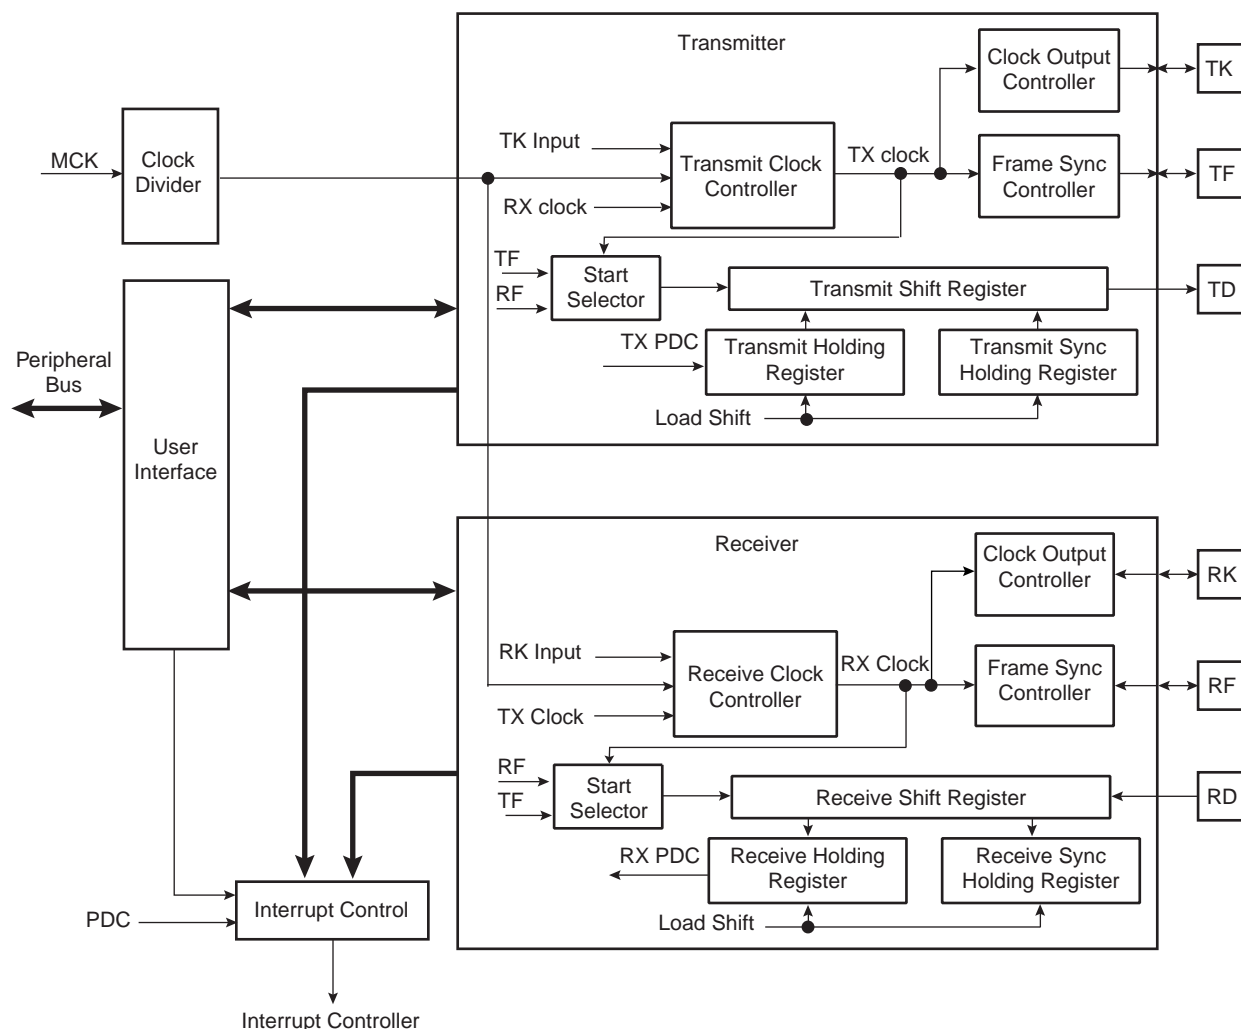 Transmitter
Clock Output
Controller
TK
MCK
Clock
Divider
TK Input
Transmit Clock
Controller
TX clock
Frame Sync
Controller
TF
RX clock
TF
RF
Start
Selector
Transmit Shift Register
TD
TX PDC
Transmit Holding
Register
Transmit Sync
Holding Register
Load Shift
Peripheral
Bus
User
Interface
Receiver
Clock Output
Controller
RK
RK Input
Receive Clock
Controller
RX Clock
Frame Sync
Controller
RF
TX Clock
RF
TF
Start
Selector
Receive Shift Register
RD
RX PDC
Receive Holding
Register
Receive Sync
Holding Register
Load Shift
PDC
Interrupt Control
Interrupt Controller